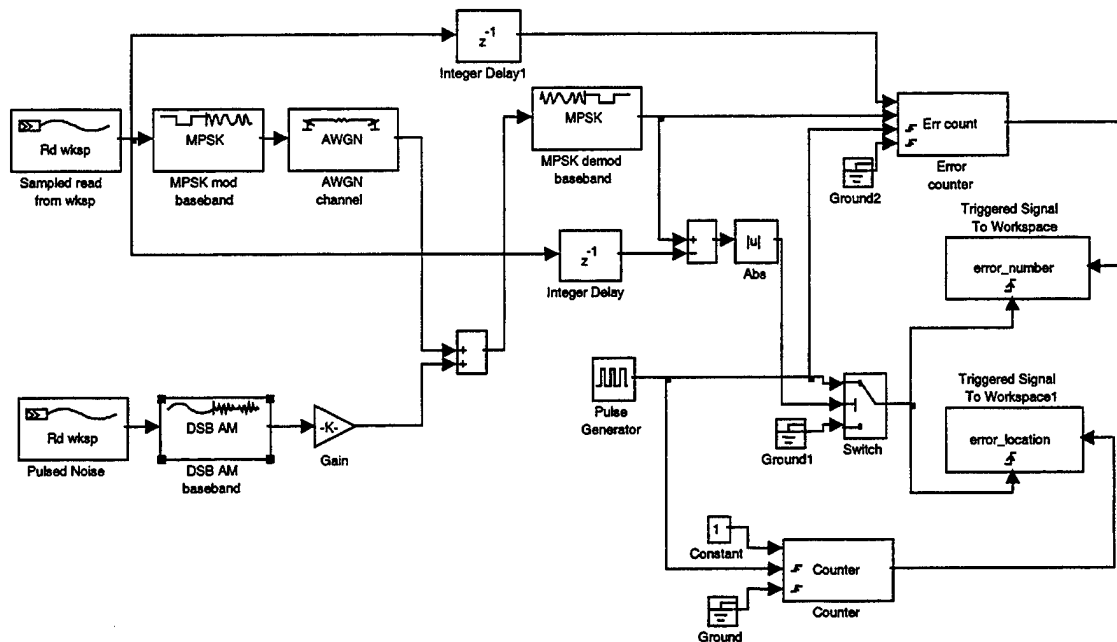 z-1
Integer Delay1
Rd wksp
Sampled read
from wksp
MPSK
MPSK mod
baseband
AWGN
AWGN
channel
MPSK
MPSK demod
baseband
Err count
Error
counter
Ground2
z-1
Integer Delay
+
−
|u|
Abs
Triggered Signal
To Workspace
error_number
+
+
Pulse
Generator
Ground1
Switch
Triggered Signal
To Workspace1
error_location
Rd wksp
Pulsed Noise
DSB AM
DSB AM
baseband
-K-
Gain
1
Constant
Counter
Counter
Ground